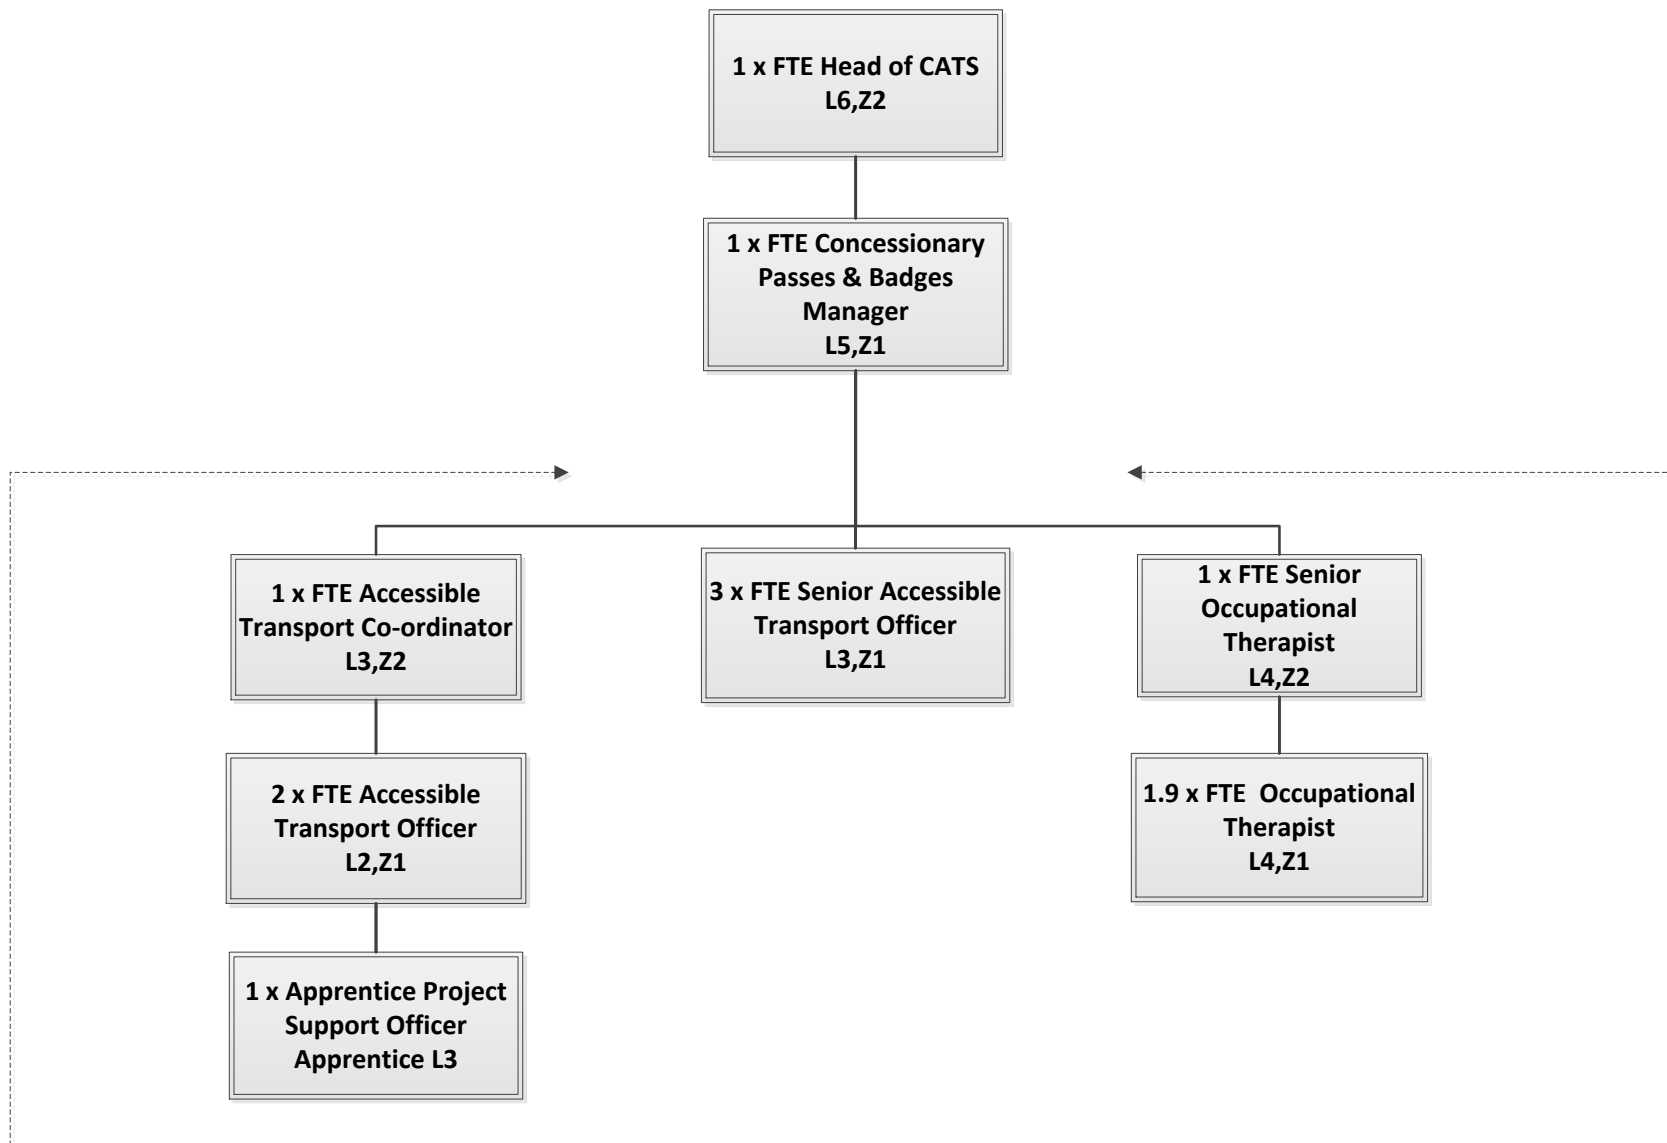 1 x FTE Head of CATS
L6,Z2
1 x FTE Concessionary
Passes & Badges
Manager
L5,Z1
1 x FTE Accessible
Transport Co-ordinator
L3,Z2
3 x FTE Senior Accessible
Transport Officer
L3,Z1
1 x FTE Senior
Occupational
Therapist
L4,Z2
2 x FTE Accessible
Transport Officer
L2,Z1
1.9 x FTE  Occupational
Therapist
L4,Z1
1 x Apprentice Project
Support Officer
Apprentice L3